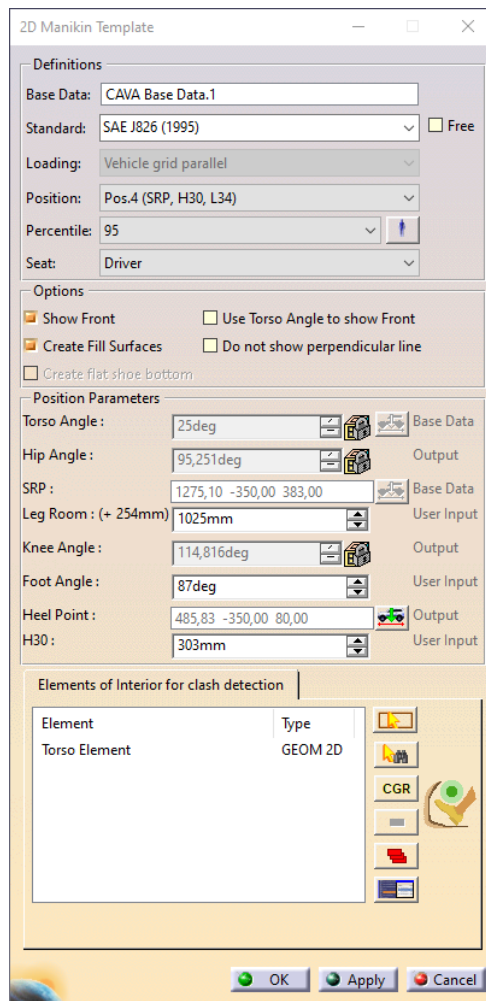 2D Manikin Template
Definitions
Base Data: CAVA Base Data.1
Standard: SAE J826 (1995) Free
Loading: Vehicle grid parallel
Position: Pos.4 (SRP, H30, L34)
Percentile: 95
Seat: Driver
Options
Show Front Use Torso Angle to show Front
Create Fill Surfaces Do not show perpendicular line
Create flat shoe bottom
Position Parameters
Torso Angle : 25deg Base Data
Hip Angle : 95,251deg Output
SRP : 1275,10 -350,00 383,00 Base Data
Leg Room : (+ 254mm) 1025mm User Input
Knee Angle : 114,816deg Output
Foot Angle : 87deg User Input
Heel Point : 485,83 -350,00 80,00 Output
H30 : 303mm User Input
Elements of Interior for clash detection
Element Type
Torso Element GEOM 2D
CGR
OK Apply Cancel